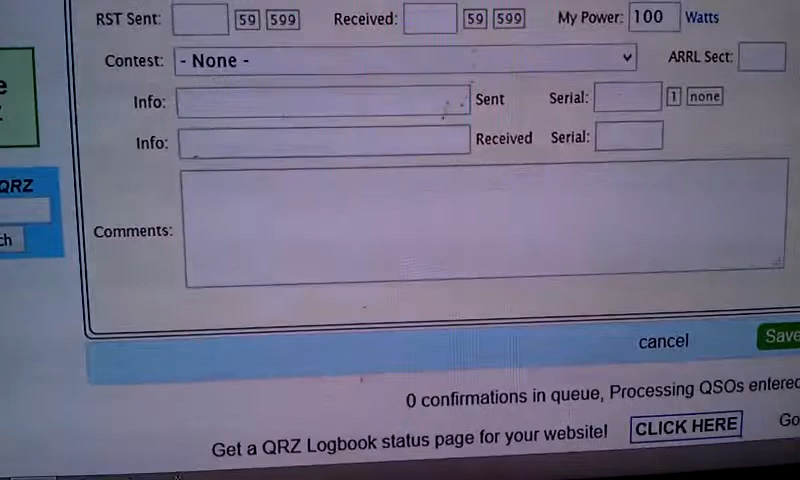 RST Sent: 59 599 Received: 59 599 My Power: 100 Watts
Contest: - None - ARRL Sect:
Info: Sent Serial: 1 none
Info: Received Serial:
QRZ
Comments:
cancel Save
0 confirmations in queue, Processing QSOs entered
Get a QRZ Logbook status page for your website! CLICK HERE Go